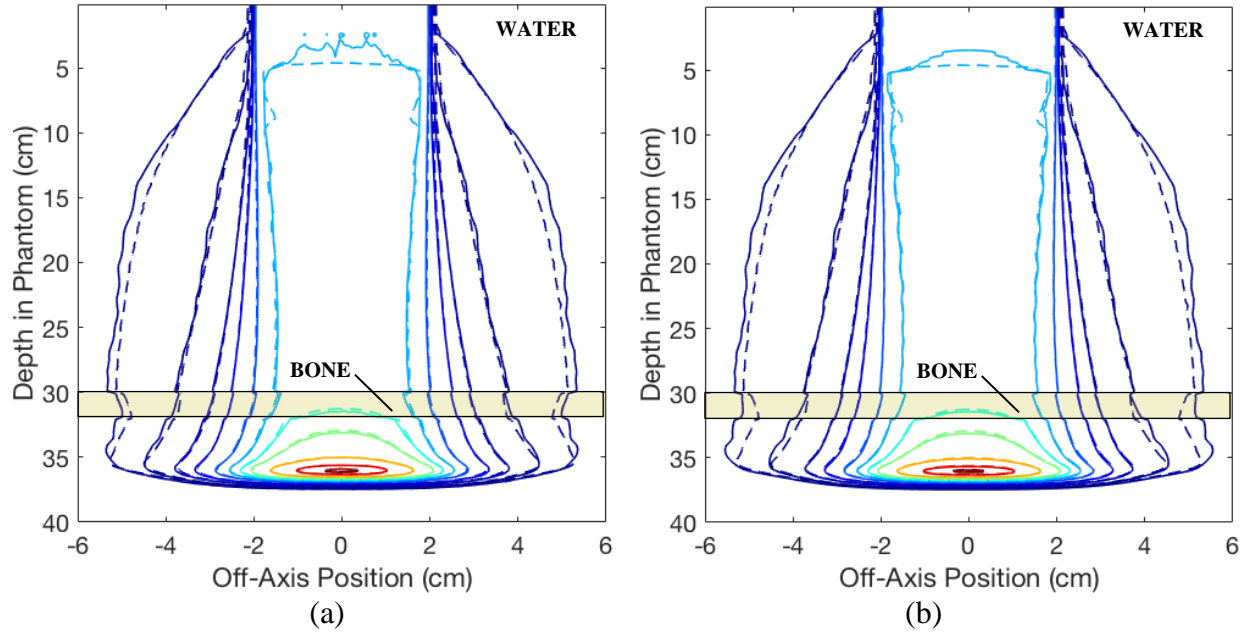 WATER
5
10
15
20
25
30
35
40
Depth in Phantom (cm)
BONE
-6 -4 -2 0 2 4 6
Off-Axis Position (cm)
(a)
WATER
5
10
15
20
25
30
35
40
Depth in Phantom (cm)
BONE
-6 -4 -2 0 2 4 6
Off-Axis Position (cm)
(b)